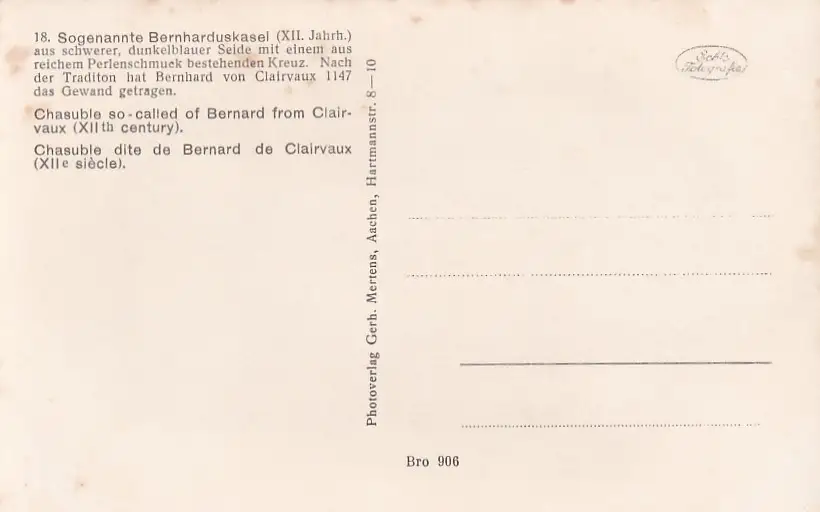 18. Sogenannte Bernharduskasel (XII. Jahrh.)
aus schwerer, dunkelblauer Seide mit einem aus
reichem Perlenschmuck bestehenden Kreuz. Nach
der Traditon hat Bernhard von Clairvaux 1147
das Gewand getragen.
Chasuble so-called of Bernard from Clair-
vaux (XIIth century).
Chasuble dite de Bernard de Clairvaux
(XIIe siècle).
Photoverlag Gerh. Mertens, Aachen, Hartmannstr. 8—10
Echte
Fotografie
Bro 906